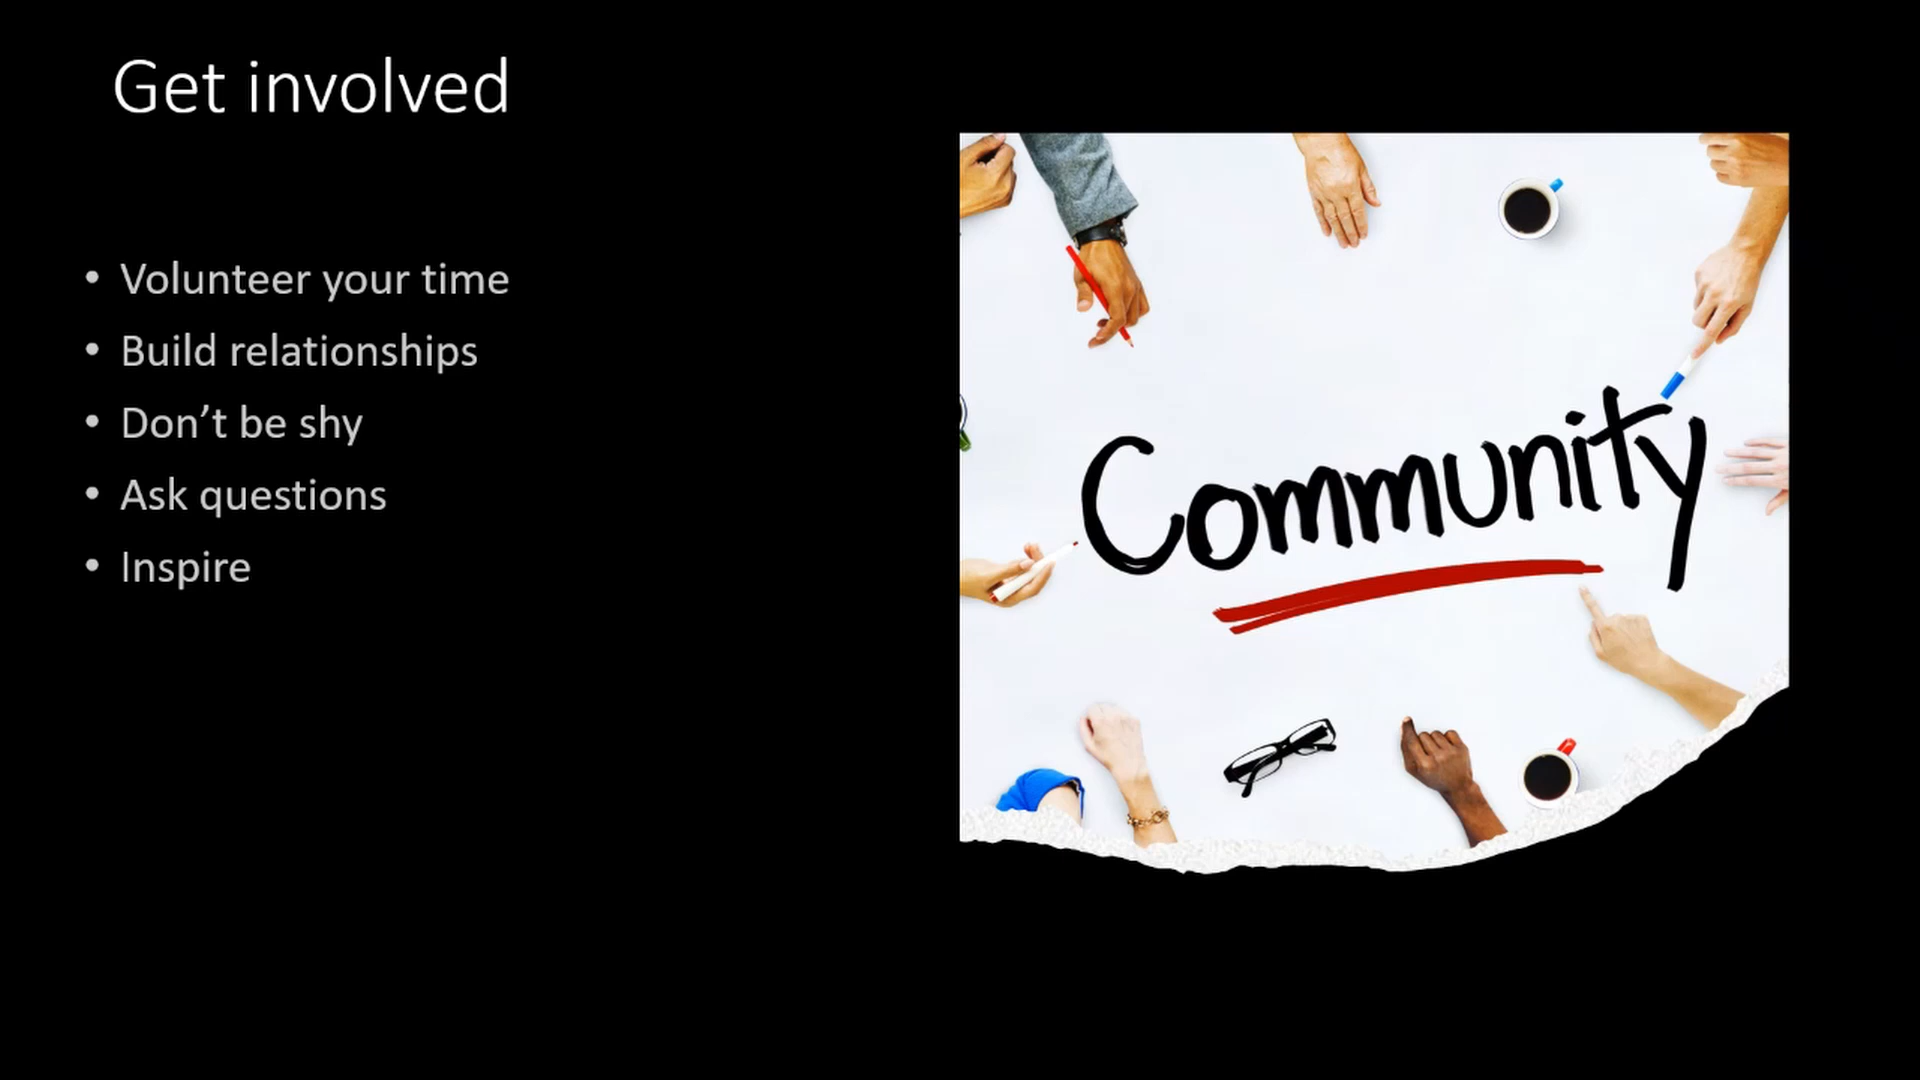 Get involved
• Volunteer your time
• Build relationships
• Don’t be shy
• Ask questions
• Inspire
Community